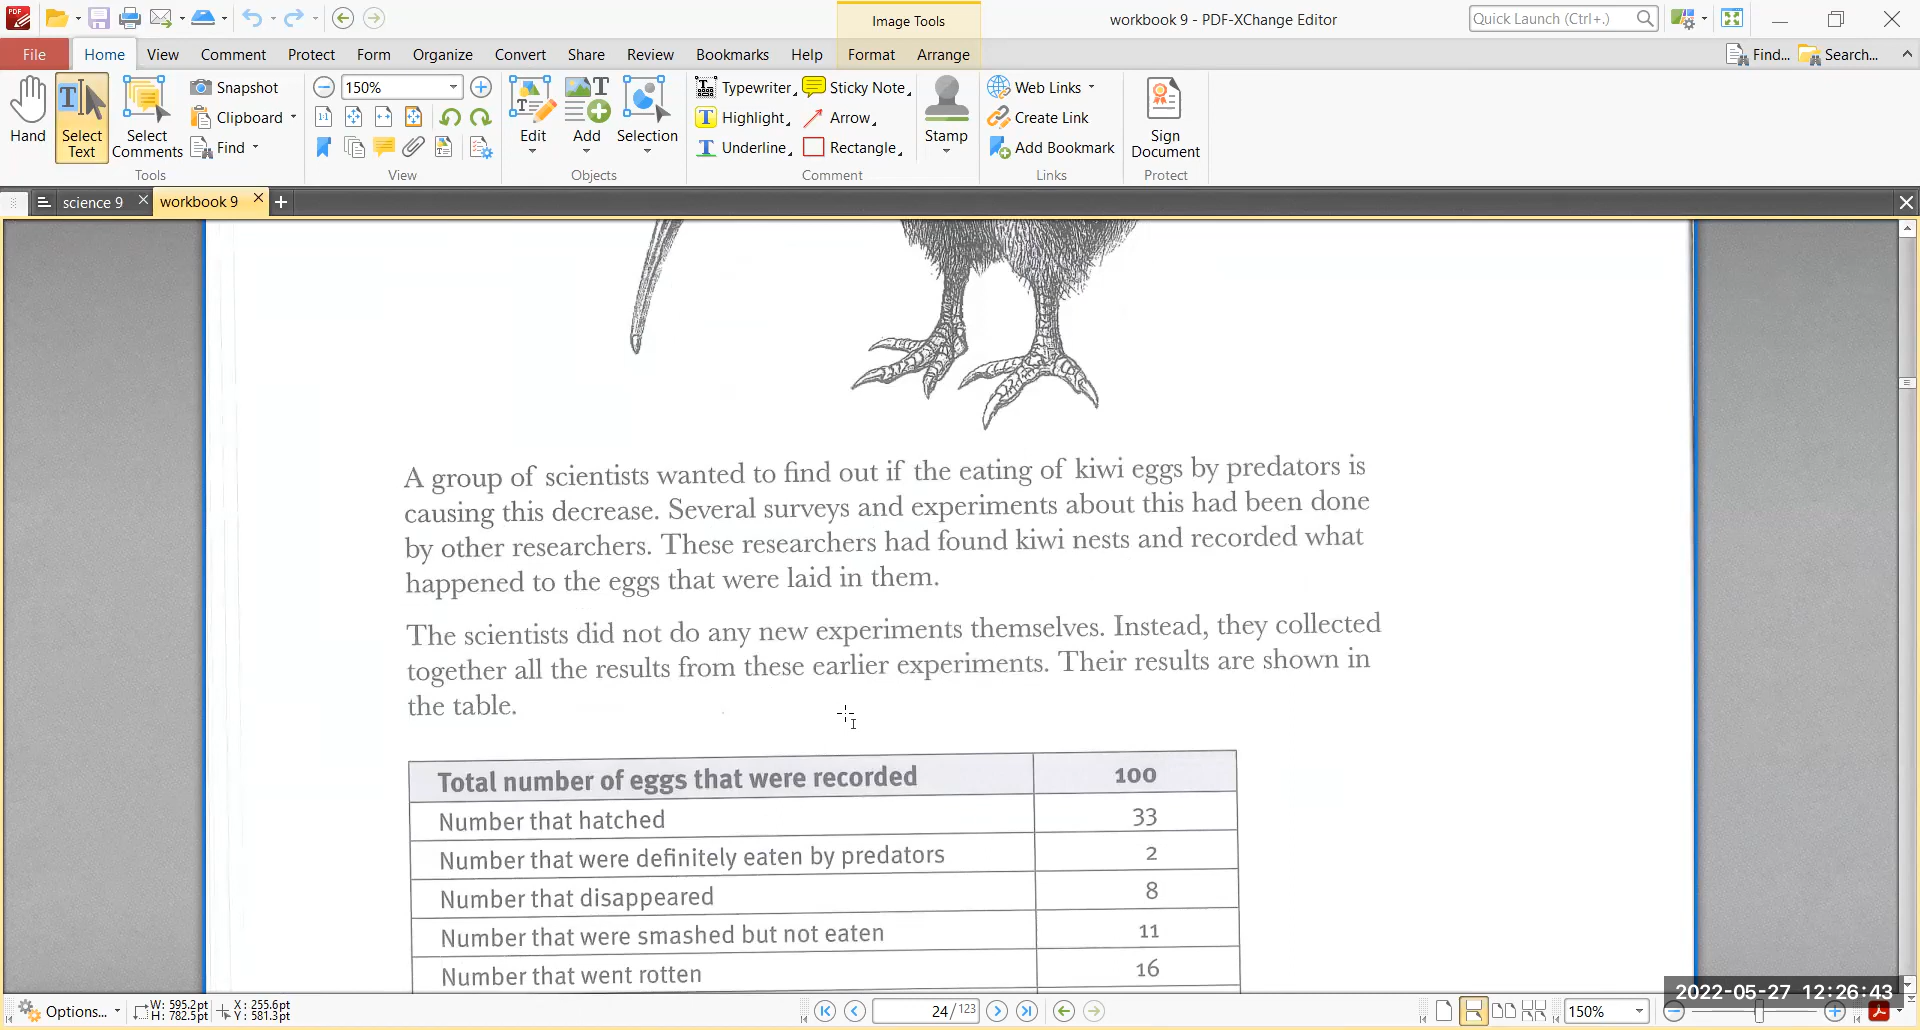 Image Tools
workbook 9 - PDF-XChange Editor
Quick Launch (Ctrl+.)
File Home View Comment Protect Form Organize Convert Share Review Bookmarks Help Format Arrange
Find... Search...
Hand
Select Text
Select Comments
Snapshot
Clipboard
Find
Tools
150%
View
Edit
Add
Selection
Objects
Typewriter Sticky Note
Highlight Arrow
Underline Rectangle
Stamp
Comment
Web Links
Create Link
Add Bookmark
Links
Sign Document
Protect
science 9 workbook 9
A group of scientists wanted to find out if the eating of kiwi eggs by predators is
causing this decrease. Several surveys and experiments about this had been done
by other researchers. These researchers had found kiwi nests and recorded what
happened to the eggs that were laid in them.
The scientists did not do any new experiments themselves. Instead, they collected
together all the results from these earlier experiments. Their results are shown in
the table.
Total number of eggs that were recorded 100
Number that hatched 33
Number that were definitely eaten by predators 2
Number that disappeared 8
Number that were smashed but not eaten 11
Number that went rotten 16
2022-05-27 12:26:43
Options...
W: 595.2pt
H: 782.5pt
X: 255.6pt
Y: 581.3pt
24 / 123
150%